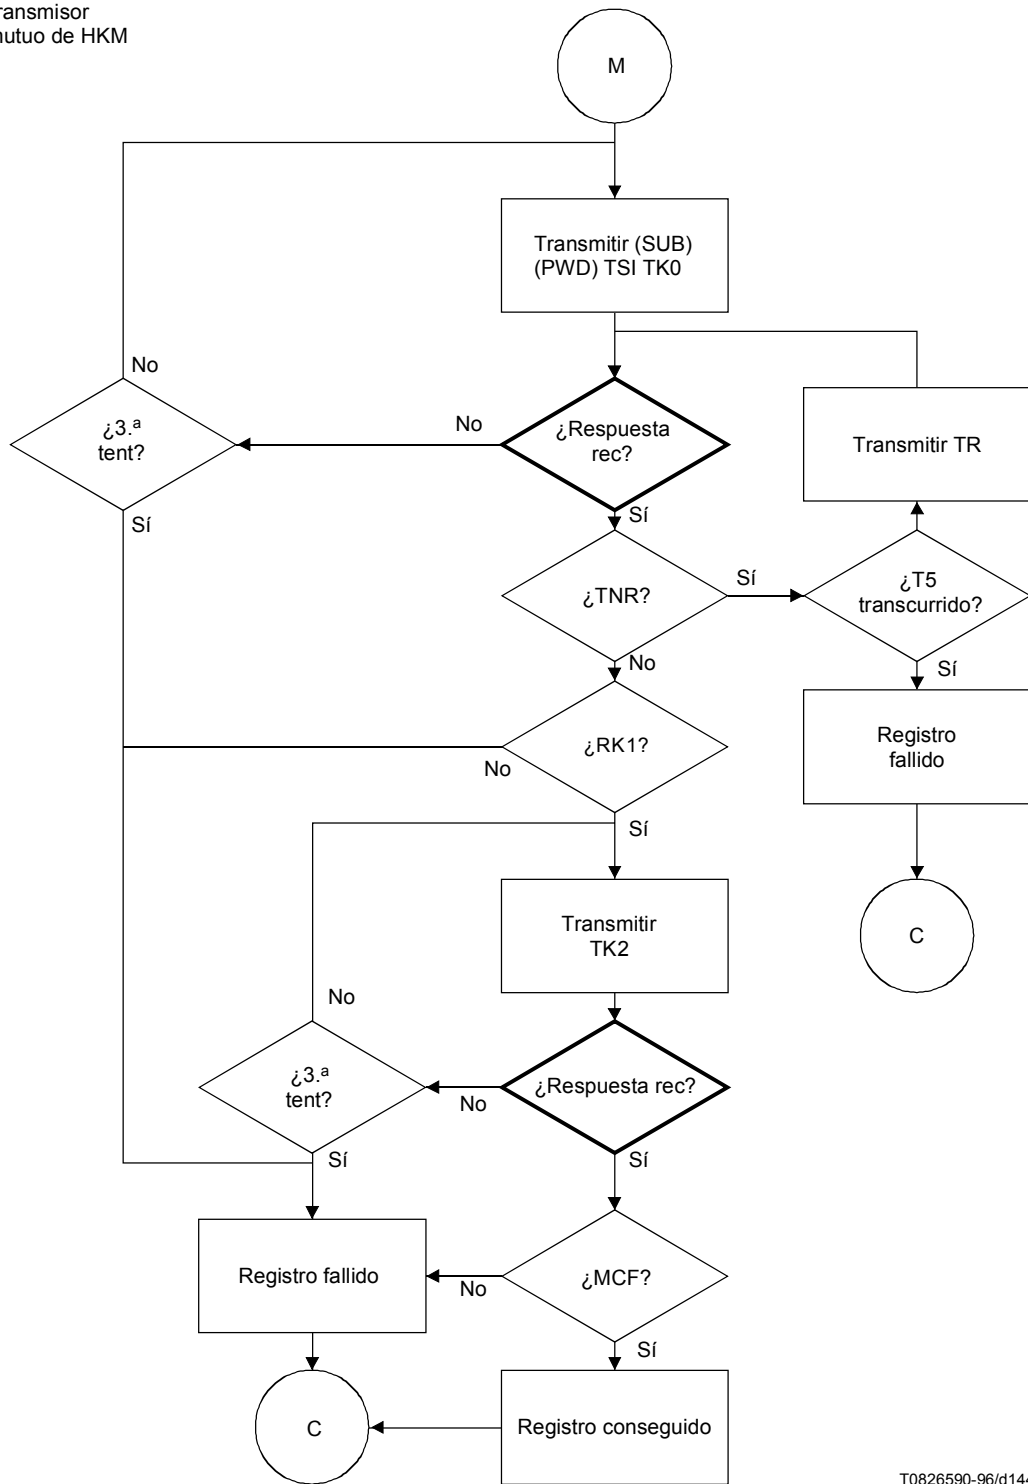 ransmisor
nutuo de HKM
M
Transmitir (SUB)
(PWD) TSI TK0
No
¿3.ª
tent?
No
¿Respuesta
rec?
Transmitir TR
Sí
Sí
¿TNR?
Sí
¿T5
transcurrido?
No
Sí
¿RK1?
No
Registro
fallido
Sí
Transmitir
TK2
C
No
¿3.ª
tent?
No
¿Respuesta rec?
Sí
Sí
Registro fallido
No
¿MCF?
Sí
C
Registro conseguido
T0826590-96/d144